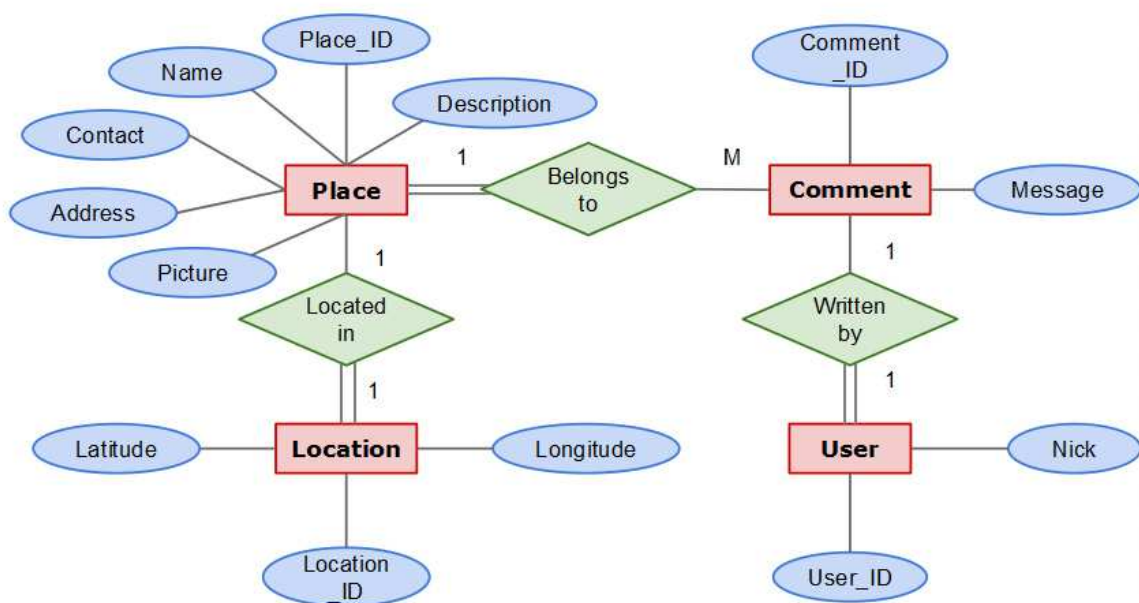 Place_ID
Comment
_ID
Name
Description
Contact
1
M
Belongs
to
Place
Comment
Message
Address
Picture
1
1
Located
in
Written
by
1
1
Latitude
Location
Longitude
User
Nick
Location
_ID
User_ID